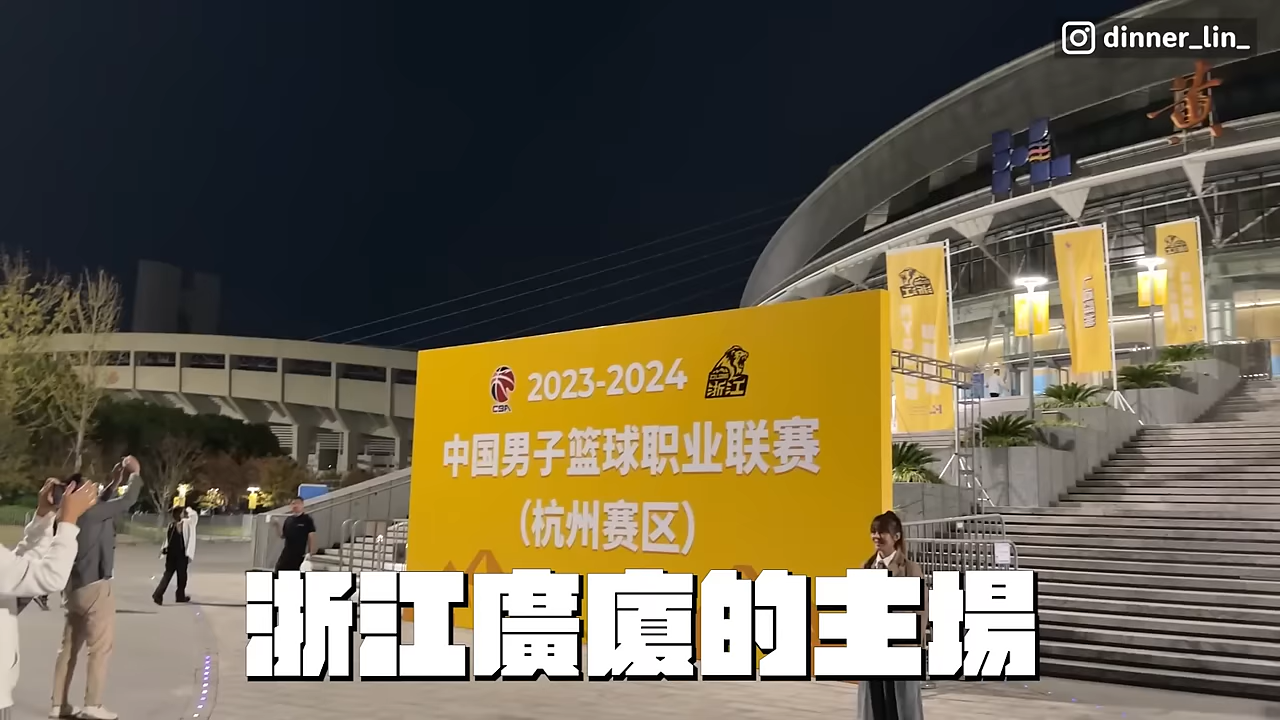 dinner_lin_
黄
2023-2024
CBA
浙江
中国男子篮球职业联赛
(杭州赛区)
浙江廣廈的主場